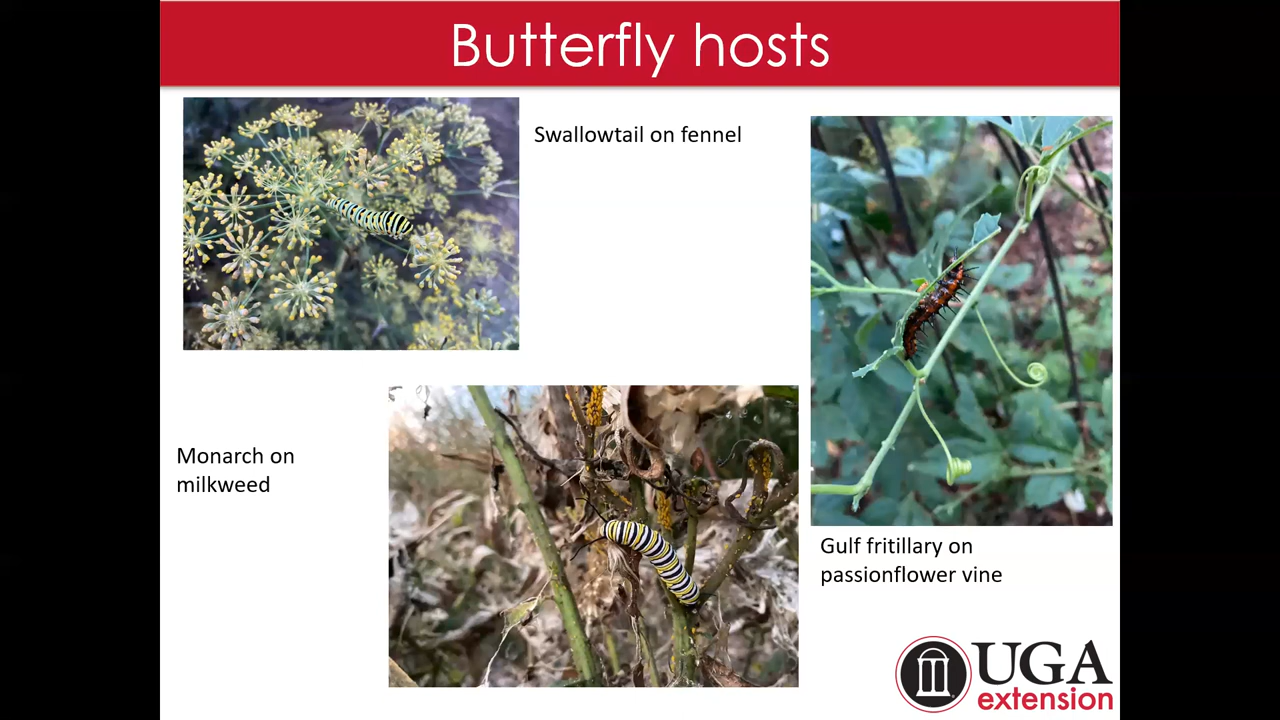 Butterfly hosts
Swallowtail on fennel
Monarch on
milkweed
Gulf fritillary on
passionflower vine
UGA
extension